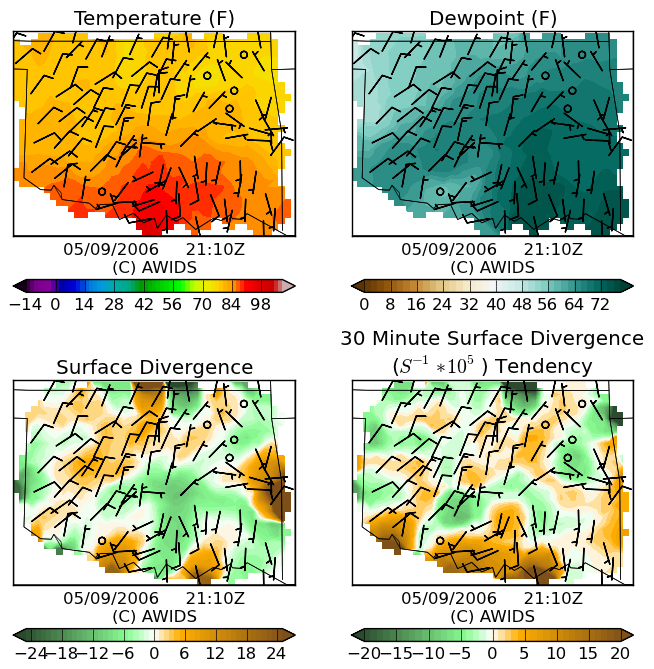 Temperature (F)
Dewpoint (F)
05/09/2006 21:10Z
(C) AWIDS
05/09/2006 21:10Z
(C) AWIDS
−14 0 14 28 42 56 70 84 98
0 8 16 24 32 40 48 56 64 72
Surface Divergence
30 Minute Surface Divergence
(S⁻¹ *10⁵ ) Tendency
05/09/2006 21:10Z
(C) AWIDS
05/09/2006 21:10Z
(C) AWIDS
−24 −18 −12 −6 0 6 12 18 24
−20 −15 −10 −5 0 5 10 15 20